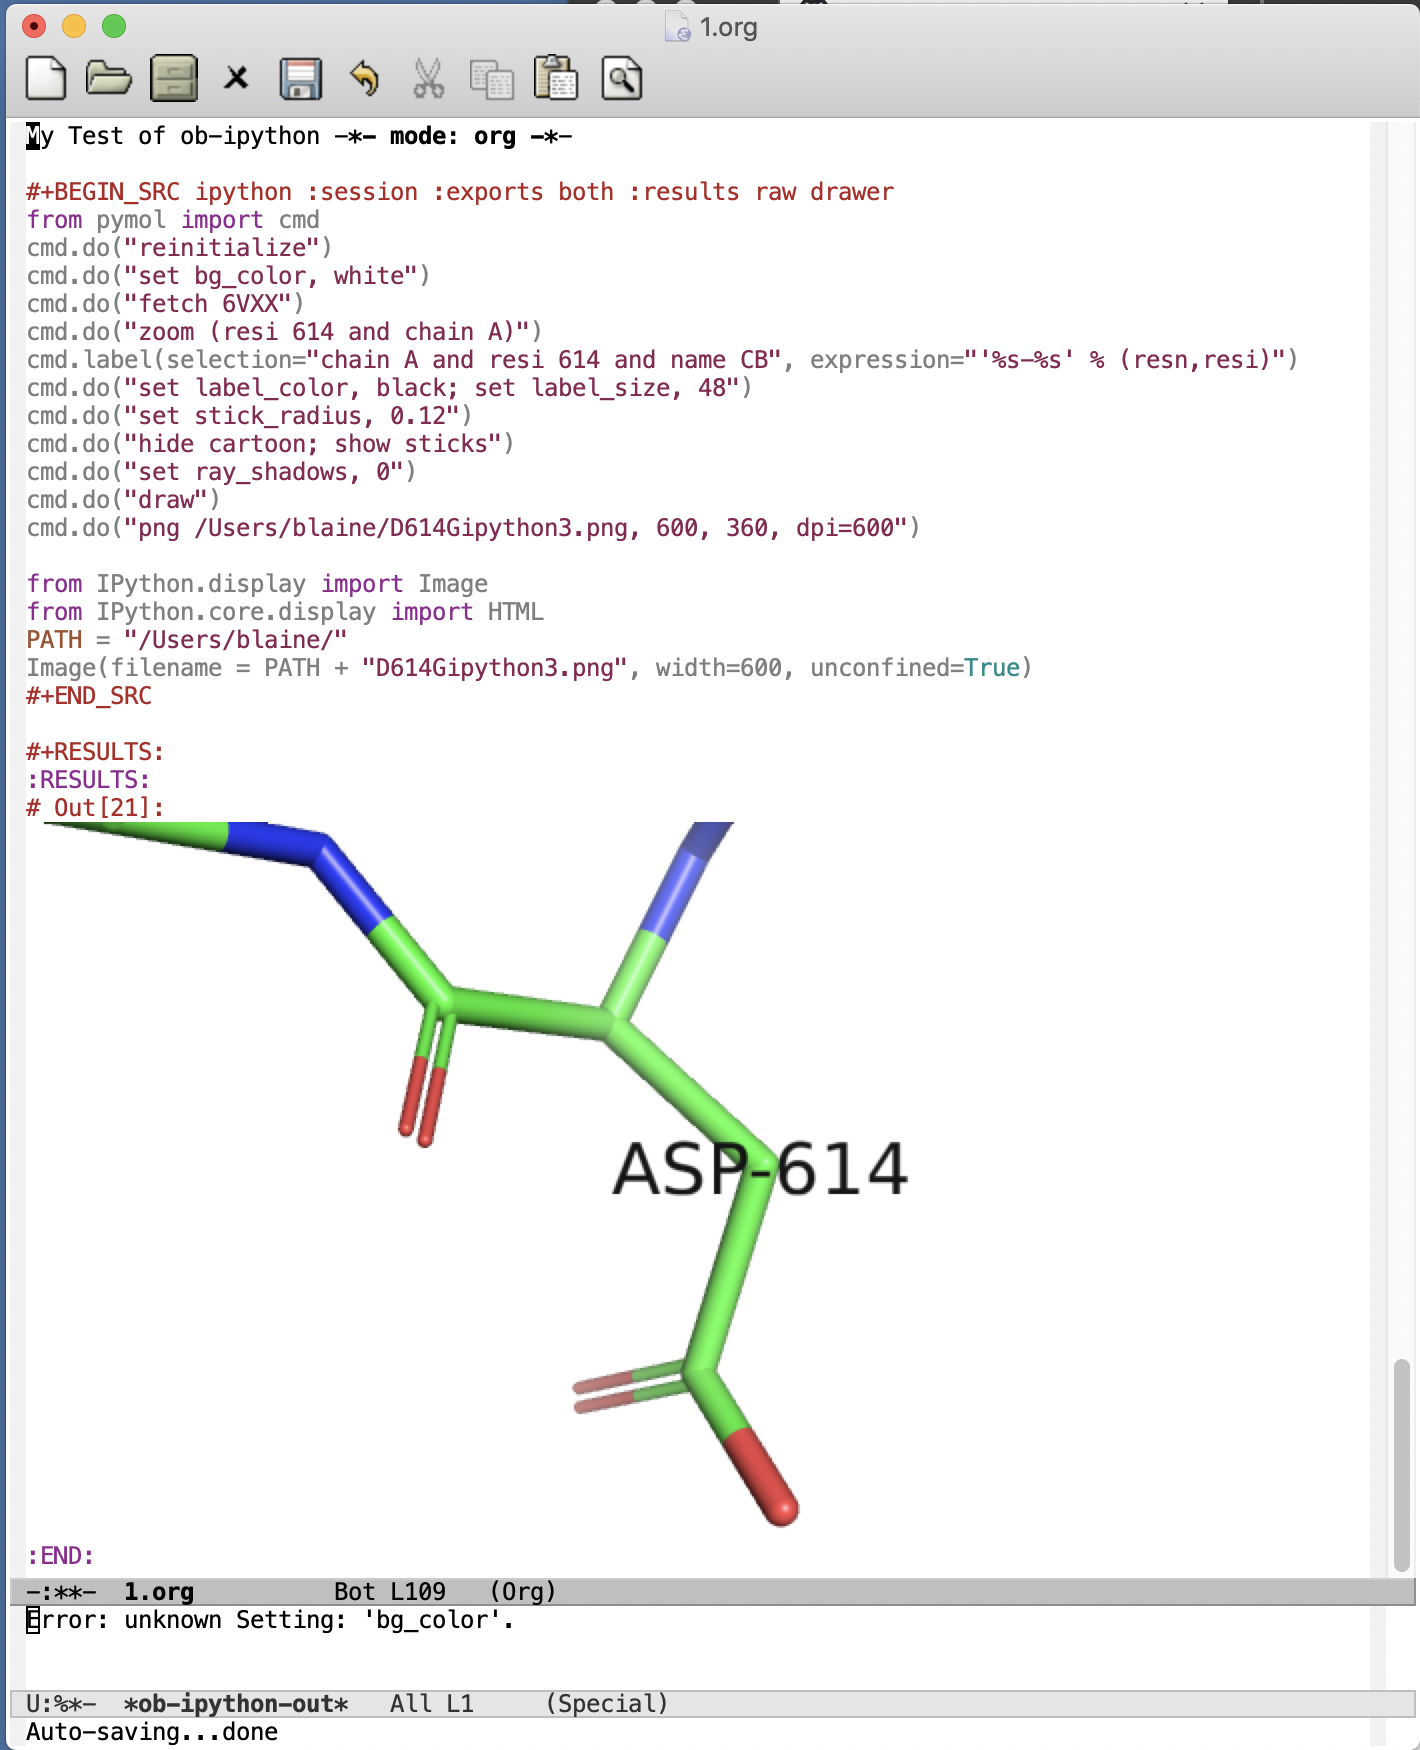 1.org
My Test of ob-ipython -*- mode: org -*-
#+BEGIN_SRC ipython :session :exports both :results raw drawer
from pymol import cmd
cmd.do("reinitialize")
cmd.do("set bg_color, white")
cmd.do("fetch 6VXX")
cmd.do("zoom (resi 614 and chain A)")
cmd.label(selection="chain A and resi 614 and name CB", expression="'%s-%s' % (resn,resi)")
cmd.do("set label_color, black; set label_size, 48")
cmd.do("set stick_radius, 0.12")
cmd.do("hide cartoon; show sticks")
cmd.do("set ray_shadows, 0")
cmd.do("draw")
cmd.do("png /Users/blaine/D614Gipython3.png, 600, 360, dpi=600")
from IPython.display import Image
from IPython.core.display import HTML
PATH = "/Users/blaine/"
Image(filename = PATH + "D614Gipython3.png", width=600, unconfined=True)
#+END_SRC
#+RESULTS:
:RESULTS:
# Out[21]:
ASP-614
:END:
-:**-  1.org          Bot L109   (Org)
Error: unknown Setting: 'bg_color'.
U:%*-  *ob-ipython-out*   All L1     (Special)
Auto-saving...done